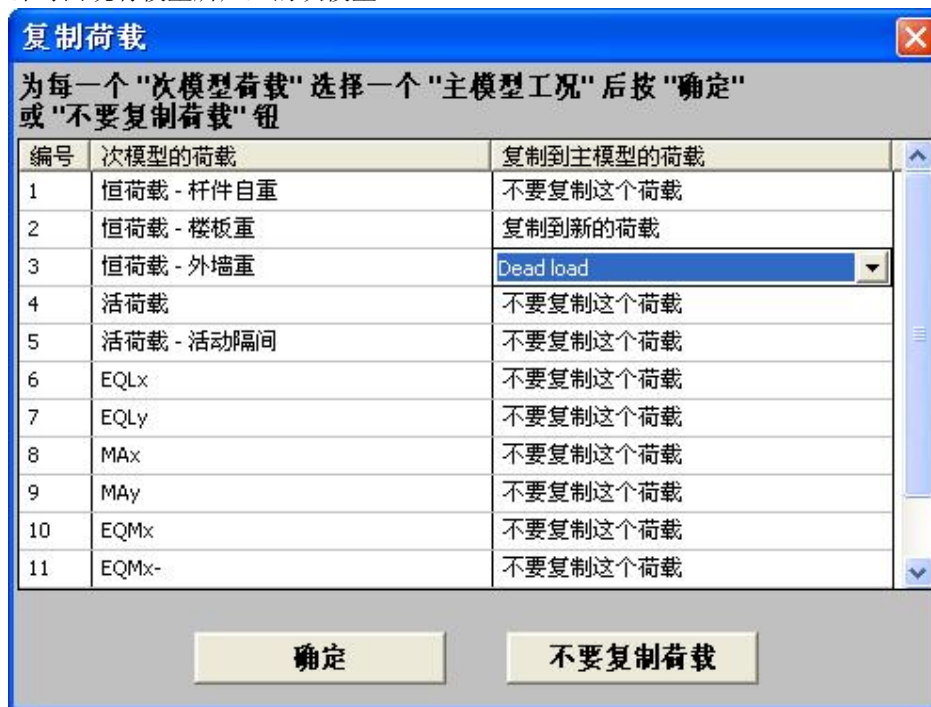 复制荷载
为每一个 "次模型荷载" 选择一个 "主模型工况" 后按 "确定"
或 "不要复制荷载" 钮
编号 次模型的荷载 复制到主模型的荷载
1 恒荷载 - 杆件自重 不要复制这个荷载
2 恒荷载 - 楼板重 复制到新的荷载
3 恒荷载 - 外墙重 Dead load
4 活荷载 不要复制这个荷载
5 活荷载 - 活动隔间 不要复制这个荷载
6 EQLx 不要复制这个荷载
7 EQLy 不要复制这个荷载
8 MAx 不要复制这个荷载
9 MAy 不要复制这个荷载
10 EQMx 不要复制这个荷载
11 EQMx- 不要复制这个荷载
确定 不要复制荷载